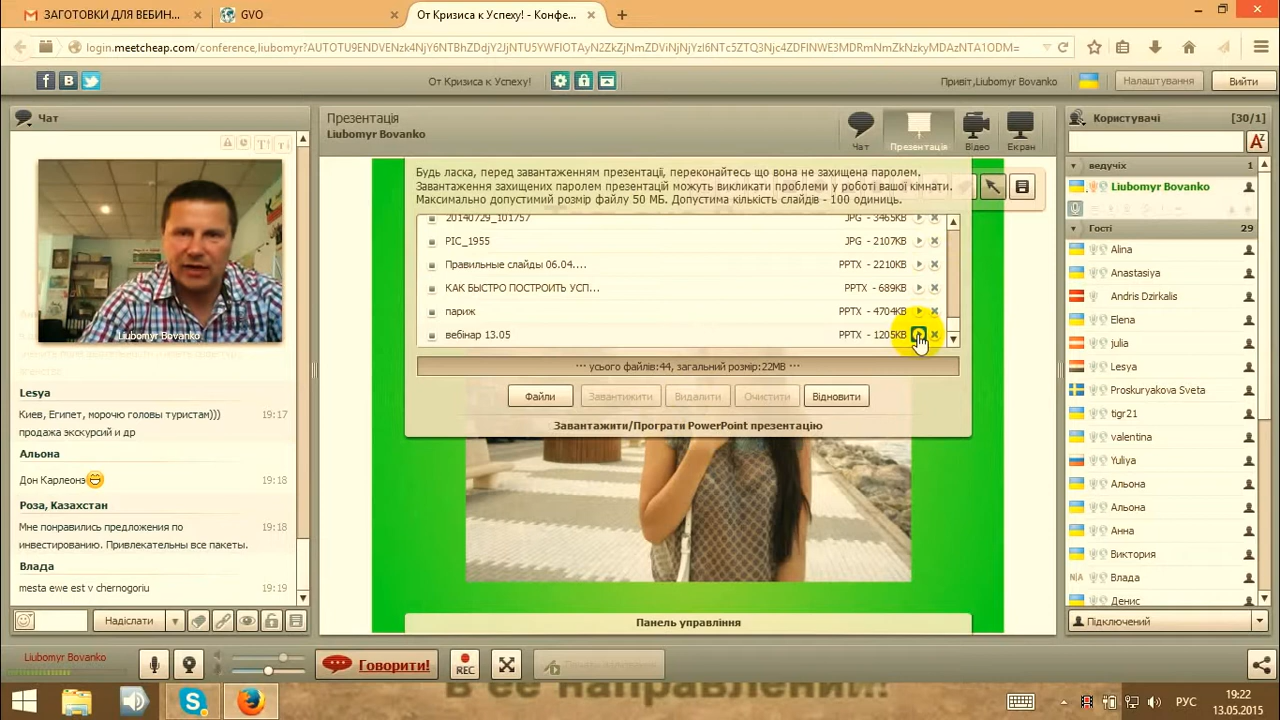 ЗАГОТОВКИ ДЛЯ ВЕБИН...
GVO
От Кризиса к Успеху! - Конфе...
От Кризиса к Успеху!
Привіт,Liubomyr Bovanko
Налаштування
Вийти
Чат
Презентація
Liubomyr Bovanko
Чат
Презентація
Відео
Екран
Користувачі
[30/1]
Будь ласка, перед завантаженням презентації, переконайтесь що вона не захищена паролем.
Завантаження захищених паролем презентацій можуть викликати проблеми у роботі вашої кімнати.
Максимально допустимий розмір файлу 50 МБ. Допустима кількість слайдів - 100 одиниць.
20140729_101757 JPG - 3465KB
PIC_1955 JPG - 2107KB
Правильные слайды 06.04.... PPTX - 2210KB
КАК БЫСТРО ПОСТРОИТЬ УСП... PPTX - 689KB
париж PPTX - 4704KB
вебінар 13.05 PPTX - 1205KB
··· усього файлів:44, загальний розмір:22MB ···
Файли
Завантижити
Видалити
Очистити
Відновити
Завантажити/Програти PowerPoint презентацію
Панель управління
Liubomyr Bovanko
Lesya
Киев, Египет, морочю головы туристам))) 19:17
продажа экскурсий и др
Альона
Дон Карлеонэ 19:18
Роза, Казахстан
Мне понравились предложения по 19:18
инвестированию. Привлекательны все пакеты.
Влада
mesta ewe est v chernogoriu 19:19
Надіслати
ведучіх 1
Liubomyr Bovanko
Гості 29
Alina
Anastasiya
Andris Dzirkalis
Elena
julia
Lesya
Proskuryakova Sveta
tigr21
valentina
Yuliya
Альона
Альона
Анна
Виктория
N\A Влада
Денис
Підключений
Liubomyr Bovanko
Говорити!
REC
в её направлении!
РУС
19:22
13.05.2015